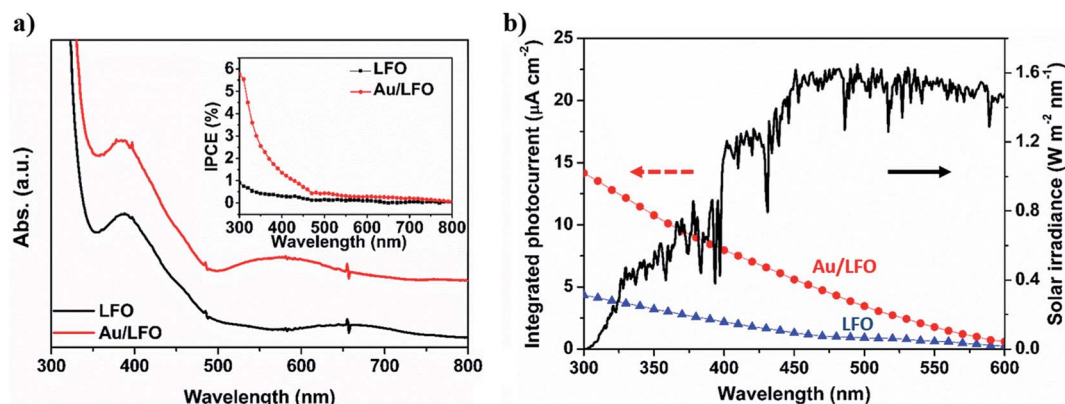 a)
Abs. (a.u.)
LFO
Au/LFO
300 400 500 600 700 800
Wavelength (nm)
IPCE (%)
6
5
4
3
2
1
0
LFO
Au/LFO
300 400 500 600 700 800
Wavelength (nm)
b)
Integrated photocurrent (µA cm⁻²)
25
20
15
10
5
0
Au/LFO
LFO
300 350 400 450 500 550 600
Wavelength (nm)
1.6
1.2
0.8
0.4
0.0
Solar irradiance (W m⁻² nm⁻¹)